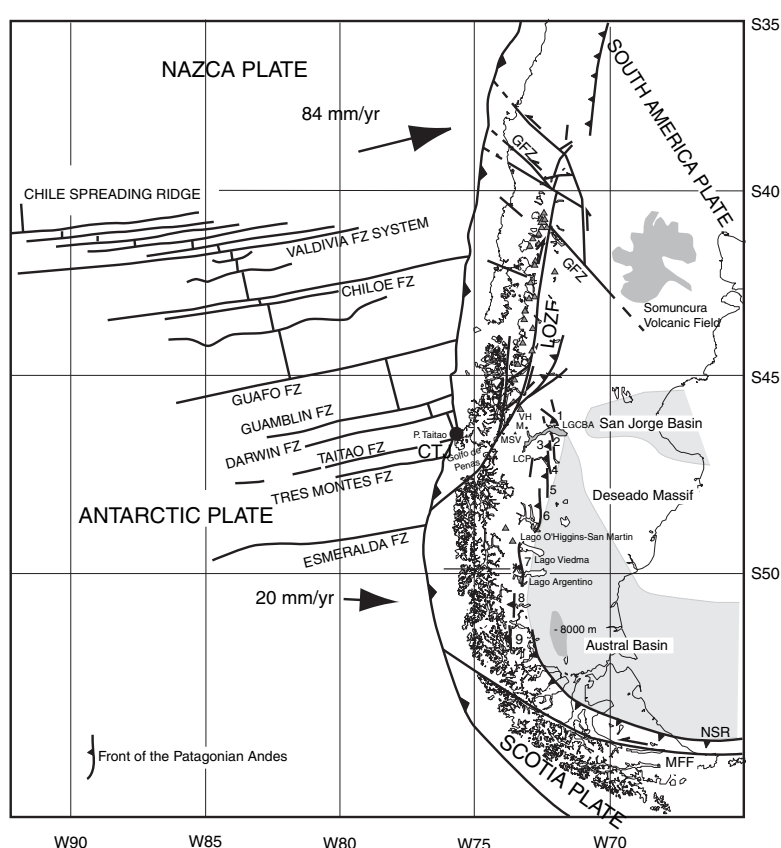 S35
NAZCA PLATE
SOUTH AMERICA PLATE
84 mm/yr
GFZ
CHILE SPREADING RIDGE
S40
VALDIVIA FZ SYSTEM
GFZ
CHILOE FZ
LOZF
Somuncura
Volcanic Field
S45
GUAFO FZ
GUAMBLIN FZ
VH
M.
1
LGCBA
San Jorge Basin
P. Taitao
MSV
2
3
DARWIN FZ
TAITAO FZ
CTJ
Golfo de
Penas
LCP
4
TRES MONTES FZ
5
Deseado Massif
ANTARCTIC PLATE
6
ESMERALDA FZ
Lago O'Higgins-San Martin
7
Lago Viedma
S50
Lago Argentino
20 mm/yr
8
- 8000 m
9
Austral Basin
NSR
SCOTIA PLATE
MFF
Front of the Patagonian Andes
W90
W85
W80
W75
W70